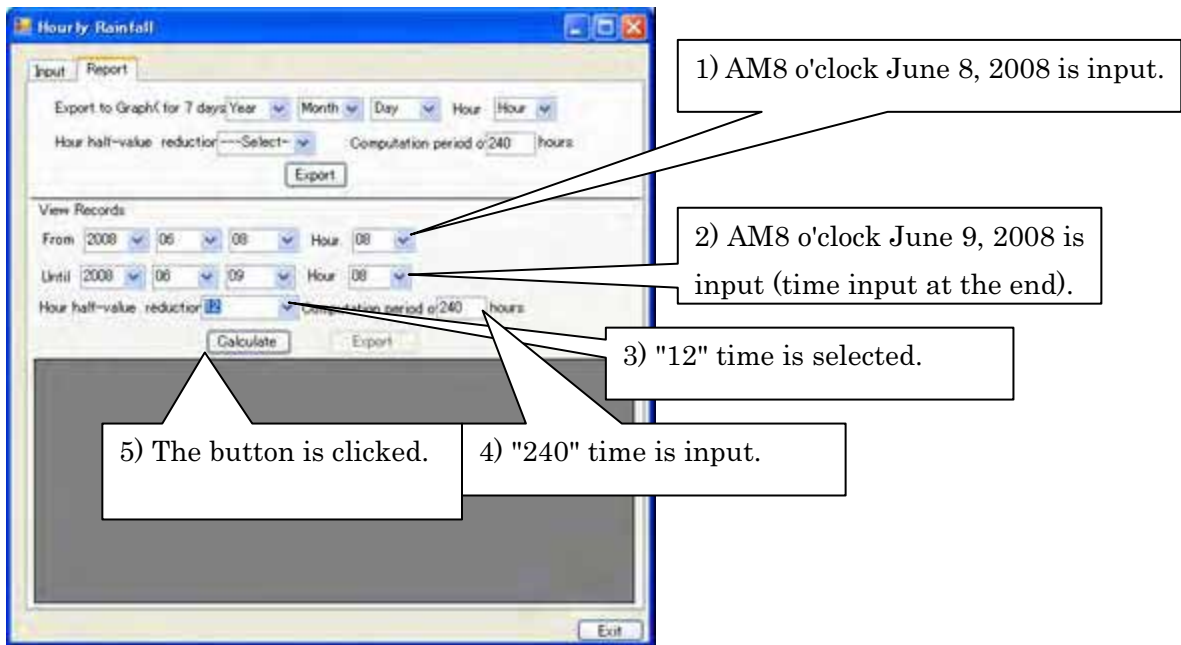 Hourly Rainfall
1) AM8 o'clock June 8, 2008 is input.
Input Report
Export to Graph( for 7 days Year Month Day Hour Hour
Hour half-value reduction ---Select- Computation period o 240 hours
Export
View Records
From 2008 06 08 Hour 08
2) AM8 o'clock June 9, 2008 is
input (time input at the end).
Until 2008 06 09 Hour 08
Hour half-value reduction 12 Computation period o 240 hours
3) "12" time is selected.
Calculate Export
5) The button is clicked.
4) "240" time is input.
Exit